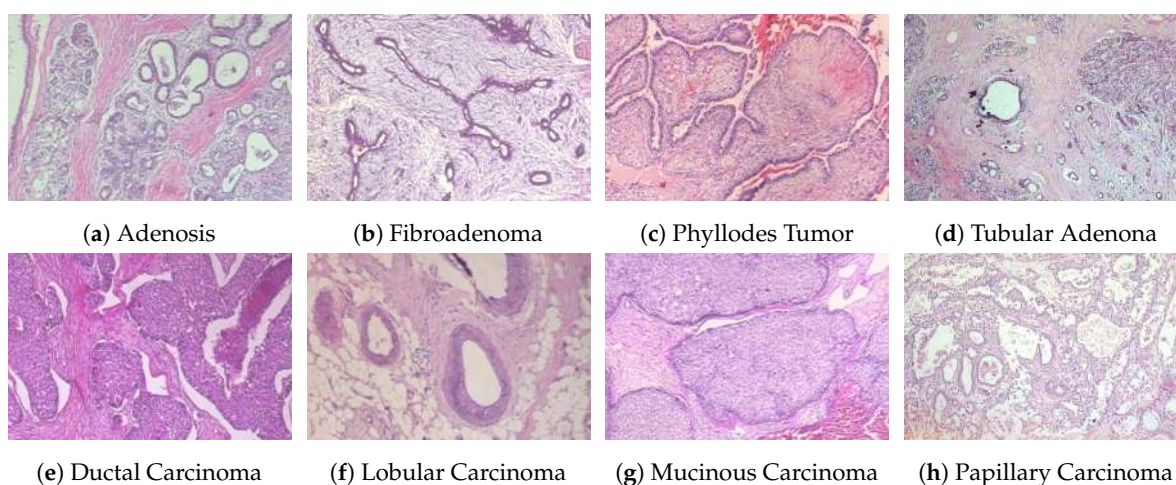 (a) Adenosis (b) Fibroadenoma (c) Phyllodes Tumor (d) Tubular Adenona
(e) Ductal Carcinoma (f) Lobular Carcinoma (g) Mucinous Carcinoma (h) Papillary Carcinoma